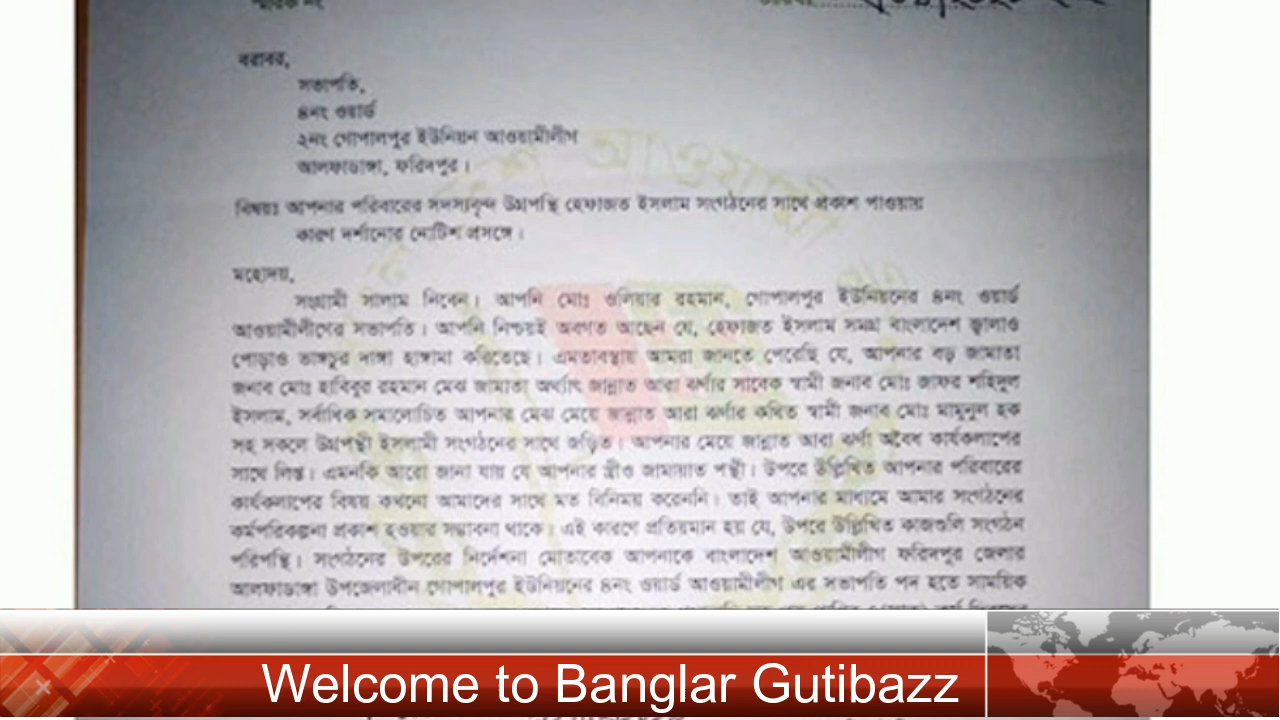 বরাবর,
সভাপতি,
৪নং ওয়ার্ড
২নং গোপালপুর ইউনিয়ন আওয়ামীলীগ
আলফাডাঙ্গা, ফরিদপুর।
বিষয়ঃ আপনার পরিবারের সদস্যবৃন্দ উগ্রপন্থি হেফাজত ইসলাম সংগঠনের সাথে প্রকাশ পাওয়ায়
কারণ দর্শানোর নোটিশ প্রসঙ্গে।
মহোদয়,
সংগ্রামী সালাম নিবেন। আপনি মোঃ ওলিয়ার রহমান, গোপালপুর ইউনিয়নের ৪নং ওয়ার্ড
আওয়ামীলীগের সভাপতি। আপনি নিশ্চয়ই অবগত আছেন যে, হেফাজত ইসলাম সমগ্র বাংলাদেশ জ্বালাও
পোড়াও ভাঙ্গচুর দাঙ্গা হাঙ্গামা করিতেছে। এমতাবস্থায় আমরা জানতে পেরেছি যে, আপনার বড় জামাতা
জনাব মোঃ হাবিবুর রহমান মেঝ জামাতা অর্থ্যাৎ জান্নাত আরা ঝর্ণার সাবেক স্বামী জনাব মোঃ জাফর শহিদুল
ইসলাম, সর্বাধিক সমালোচিত আপনার মেঝ মেয়ে জান্নাত আরা ঝর্ণার কথিত স্বামী জনাব মোঃ মামুনুল হক
সহ সকলে উগ্রপন্থী ইসলামী সংগঠনের সাথে জড়িত। আপনার মেয়ে জান্নাত আরা ঝর্ণা অবৈধ কার্যকলাপের
সাথে লিপ্ত। এমনকি আরো জানা যায় যে আপনার স্ত্রীও জামায়াত পন্থী। উপরে উল্লিখিত আপনার পরিবারের
কার্যকলাপের বিষয় কখনো আমাদের সাথে মত বিনিময় করেননি। তাই আপনার মাধ্যমে আমার সংগঠনের
কর্মপরিকল্পনা প্রকাশ হওয়ার সম্ভাবনা থাকে। এই কারণে প্রতিয়মান হয় যে, উপরে উল্লিখিত কাজগুলি সংগঠন
পরিপন্থি। সংগঠনের উপরের নির্দেশনা মোতাবেক আপনাকে বাংলাদেশ আওয়ামীলীগ ফরিদপুর জেলার
আলফাডাঙ্গা উপজেলাধীন গোপালপুর ইউনিয়নের ৪নং ওয়ার্ড আওয়ামীলীগ এর সভাপতি পদ হতে সাময়িক
Welcome to Banglar Gutibazz